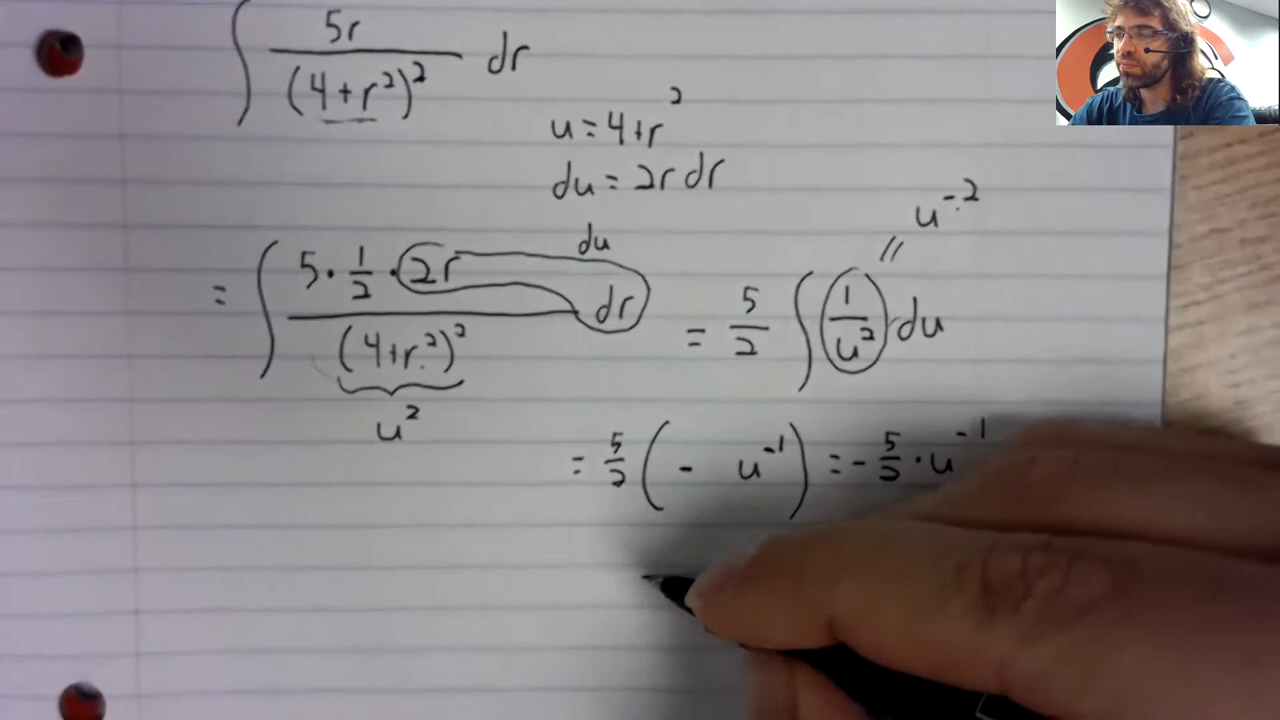 ∫ 5r / (4+r²)² dr
u = 4+r²
du = 2r dr
= ∫ 5 · 1/2 · 2r / (4+r²)² dr du
u²
= 5/2 ∫ 1/u² · du
u⁻²
= 5/2 ( - u⁻¹ ) = - 5/2 · u⁻¹